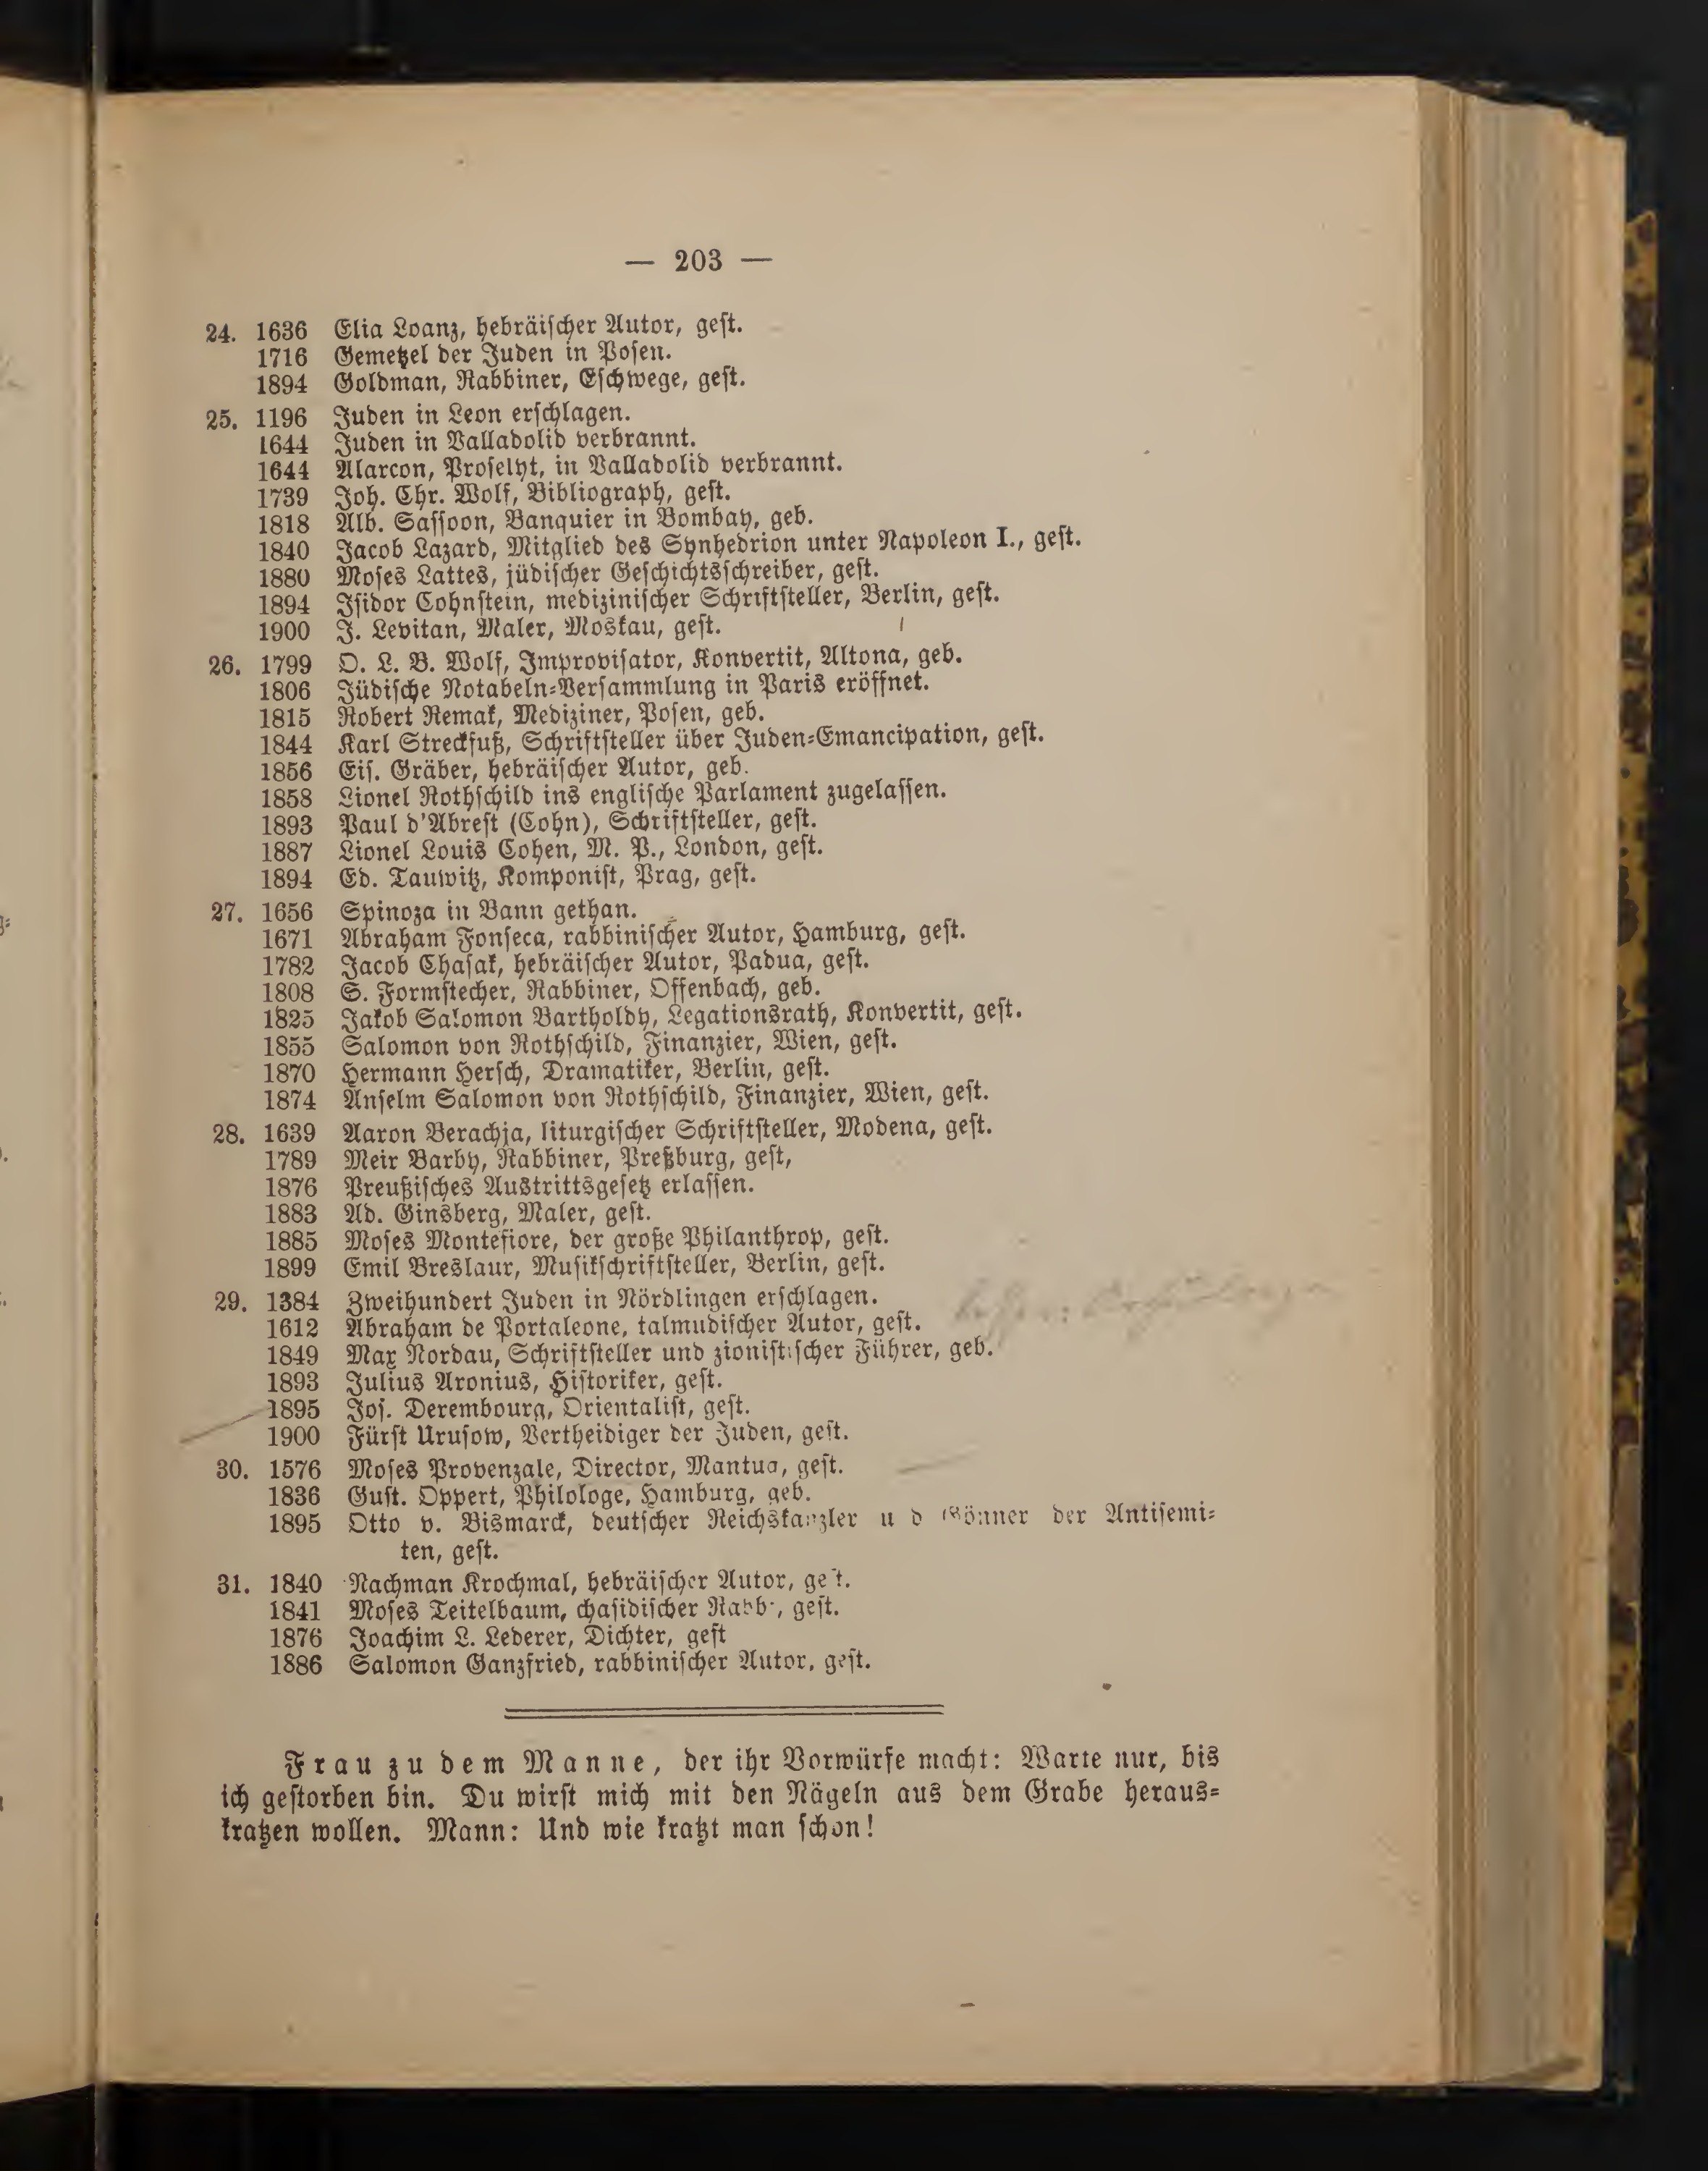 — 203 —
24. 1636 Elia Loanz, hebräischer Autor, gest.
1716 Gemetzel der Juden in Posen.
1894 Goldman, Rabbiner, Eschwege, gest.
25. 1196 Juden in Leon erschlagen.
1644 Juden in Valladolid verbrannt.
1644 Alarcon, Proselyt, in Valladolid verbrannt.
1739 Joh. Chr. Wolf, Bibliograph, gest.
1818 Alb. Sassoon, Banquier in Bombay, geb.
1840 Jacob Lazard, Mitglied des Synhedrion unter Napoleon I., gest.
1880 Moses Lattes, jüdischer Geschichtsschreiber, gest.
1894 Isidor Cohnstein, medizinischer Schriftsteller, Berlin, gest.
1900 J. Levitan, Maler, Moskau, gest.
26. 1799 O. L. B. Wolf, Improvisator, Konvertit, Altona, geb.
1806 Jüdische Notabeln-Versammlung in Paris eröffnet.
1815 Robert Remak, Mediziner, Posen, geb.
1844 Karl Streckfuß, Schriftsteller über Juden-Emancipation, gest.
1856 Eis. Gräber, hebräischer Autor, geb.
1858 Lionel Rothschild ins englische Parlament zugelassen.
1893 Paul d'Abrest (Cohn), Schriftsteller, gest.
1887 Lionel Louis Cohen, M. P., London, gest.
1894 Ed. Tauwitz, Komponist, Prag, gest.
27. 1656 Spinoza in Bann gethan.
1671 Abraham Fonseca, rabbinischer Autor, Hamburg, gest.
1782 Jacob Chasak, hebräischer Autor, Padua, gest.
1808 S. Formstecher, Rabbiner, Offenbach, geb.
1825 Jakob Salomon Bartholdy, Legationsrath, Konvertit, gest.
1855 Salomon von Rothschild, Finanzier, Wien, gest.
1870 Hermann Hersch, Dramatiker, Berlin, gest.
1874 Anselm Salomon von Rothschild, Finanzier, Wien, gest.
28. 1639 Aaron Berachja, liturgischer Schriftsteller, Modena, gest.
1789 Meir Barby, Rabbiner, Preßburg, gest,
1876 Preußisches Austrittsgesetz erlassen.
1883 Ad. Ginsberg, Maler, gest.
1885 Moses Montefiore, der große Philanthrop, gest.
1899 Emil Breslaur, Musikschriftsteller, Berlin, gest.
29. 1384 Zweihundert Juden in Nördlingen erschlagen.
1612 Abraham de Portaleone, talmudischer Autor, gest.
1849 Max Nordau, Schriftsteller und zionistischer Führer, geb.
1893 Julius Aronius, Historiker, gest.
1895 Jos. Derembourg, Orientalist, gest.
1900 Fürst Urusow, Vertheidiger der Juden, gest.
30. 1576 Moses Provenzale, Director, Mantua, gest.
1836 Gust. Oppert, Philologe, Hamburg, geb.
1895 Otto v. Bismarck, deutscher Reichskanzler u d Gönner der Antisemi-
ten, gest.
31. 1840 Nachman Krochmal, hebräischer Autor, gest.
1841 Moses Teitelbaum, chasidischer Rabb., gest.
1876 Joachim L. Lederer, Dichter, gest
1886 Salomon Ganzfried, rabbinischer Autor, gest.
Frau zu dem Manne, der ihr Vorwürfe macht: Warte nur, bis
ich gestorben bin. Du wirst mich mit den Nägeln aus dem Grabe heraus-
kratzen wollen. Mann: Und wie kratzt man schon!